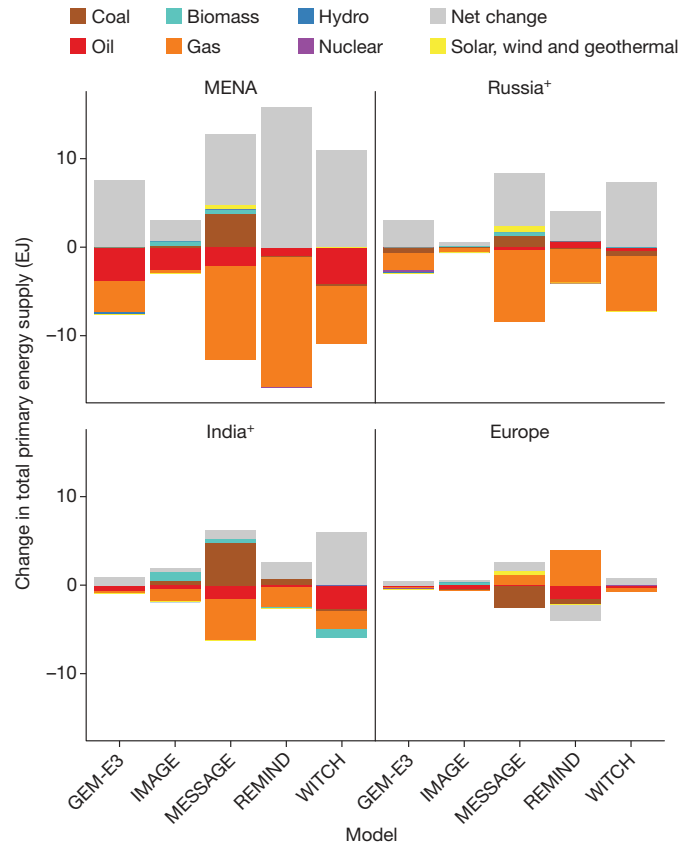 Coal Biomass Hydro Net change
Oil Gas Nuclear Solar, wind and geothermal
MENA Russia⁺
10
0
−10
India⁺ Europe
10
0
−10
Change in total primary energy supply (EJ)
GEM-E3 IMAGE MESSAGE REMIND WITCH GEM-E3 IMAGE MESSAGE REMIND WITCH
Model